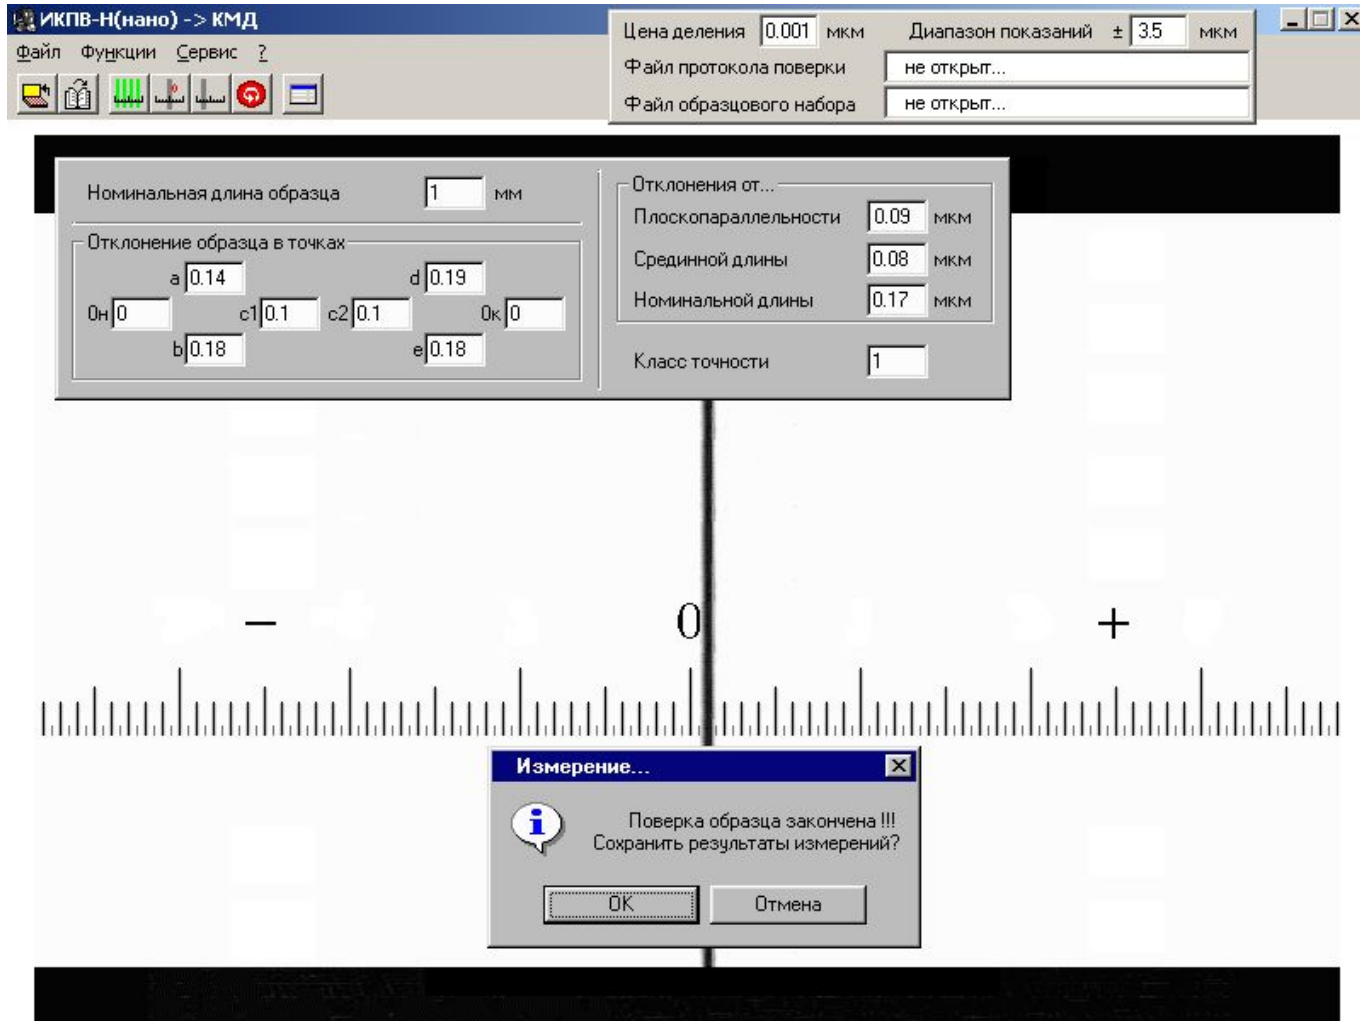 ИКПВ-Н(нано) -> КМД
Файл Функции Сервис ?
Цена деления 0.001 мкм Диапазон показаний ± 3.5 мкм
Файл протокола поверки не открыт...
Файл образцового набора не открыт...
Номинальная длина образца 1 мм
Отклонение образца в точках
a 0.14 d 0.19
0н 0 c1 0.1 c2 0.1 0к 0
b 0.18 e 0.18
Отклонения от...
Плоскопараллельности 0.09 мкм
Срединной длины 0.08 мкм
Номинальной длины 0.17 мкм
Класс точности 1
− 0 +
Измерение...
Поверка образца закончена !!!
Сохранить результаты измерений?
OK Отмена